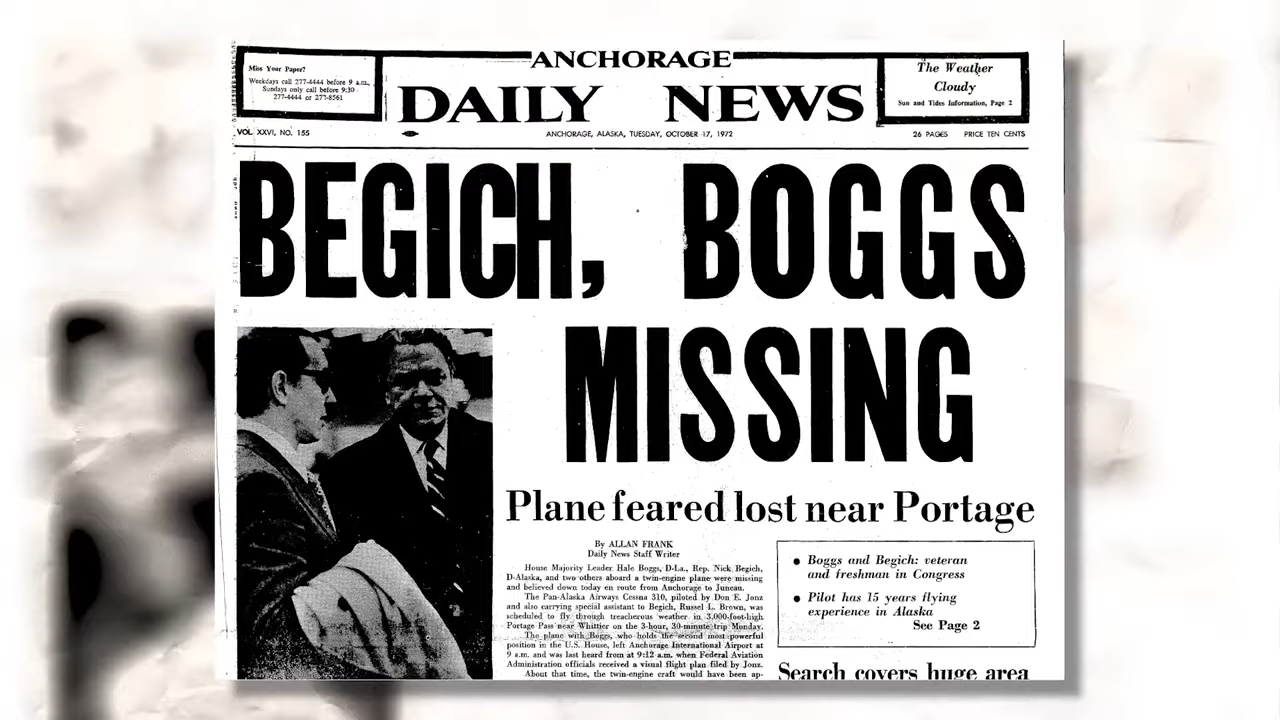 ANCHORAGE
DAILY NEWS
Miss Your Paper?
Weekdays call 277-4444 before 9 a.m.,
Sundays only call before 9:30
277-4444 or 277-8561
The Weather
Cloudy
Sun and Tides Information, Page 2
VOL. XXVI, NO. 155
ANCHORAGE, ALASKA, TUESDAY, OCTOBER 17, 1972
26 PAGES PRICE TEN CENTS
BEGICH, BOGGS
MISSING
Plane feared lost near Portage
By ALLAN FRANK
Daily News Staff Writer
House Majority Leader Hale Boggs, D-La., Rep. Nick Begich,
D-Alaska, and two others aboard a twin-engine plane were missing
and believed down today en route from Anchorage to Juneau.
The Pan-Alaska Airways Cessna 310, piloted by Don E. Jonz
and also carrying special assistant to Begich, Russel L. Brown, was
scheduled to fly through treacherous weather in 3,000-foot-high
Portage Pass near Whittier on the 3-hour, 30-minute trip Monday.
The plane with Boggs, who holds the second most powerful
position in the U.S. House, left Anchorage International Airport at
9 a.m. and was last heard from at 9:12 a.m. when Federal Aviation
Administration officials received a visual flight plan filed by Jonz.
About that time, the twin-engine craft would have been ap-
• Boggs and Begich: veteran
and freshman in Congress
• Pilot has 15 years flying
experience in Alaska
See Page 2
Search covers huge area